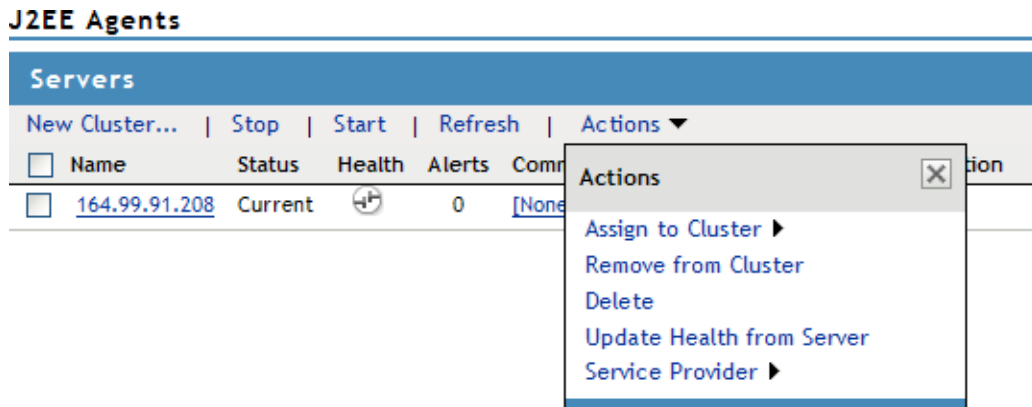 J2EE Agents
Servers
New Cluster... | Stop | Start | Refresh | Actions
Name Status Health Alerts
164.99.91.208 Current 0 [None
Actions
Assign to Cluster
Remove from Cluster
Delete
Update Health from Server
Service Provider